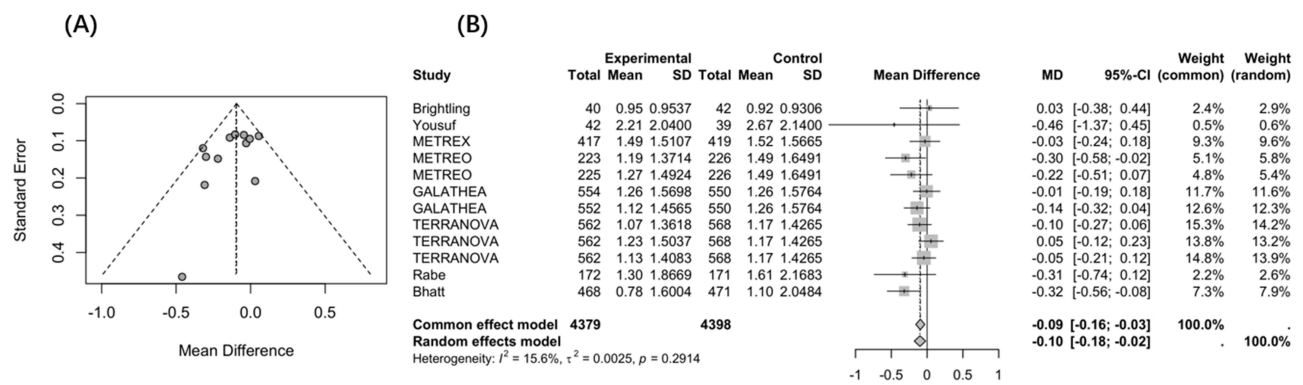 (A)
0.0
0.1
0.2
0.3
0.4
Standard Error
-1.0 -0.5 0.0 0.5
Mean Difference
(B)
Experimental Control Weight Weight
Study Total Mean SD Total Mean SD Mean Difference MD 95%-CI (common) (random)
Brightling 40 0.95 0.9537 42 0.92 0.9306 0.03 [-0.38; 0.44] 2.4% 2.9%
Yousuf 42 2.21 2.0400 39 2.67 2.1400 -0.46 [-1.37; 0.45] 0.5% 0.6%
METREX 417 1.49 1.5107 419 1.52 1.5665 -0.03 [-0.24; 0.18] 9.3% 9.6%
METREO 223 1.19 1.3714 226 1.49 1.6491 -0.30 [-0.58; -0.02] 5.1% 5.8%
METREO 225 1.27 1.4924 226 1.49 1.6491 -0.22 [-0.51; 0.07] 4.8% 5.4%
GALATHEA 554 1.26 1.5698 550 1.26 1.5764 -0.01 [-0.19; 0.18] 11.7% 11.6%
GALATHEA 552 1.12 1.4565 550 1.26 1.5764 -0.14 [-0.32; 0.04] 12.6% 12.3%
TERRANOVA 562 1.07 1.3618 568 1.17 1.4265 -0.10 [-0.27; 0.06] 15.3% 14.2%
TERRANOVA 562 1.23 1.5037 568 1.17 1.4265 0.05 [-0.12; 0.23] 13.8% 13.2%
TERRANOVA 562 1.13 1.4083 568 1.17 1.4265 -0.05 [-0.21; 0.12] 14.8% 13.9%
Rabe 172 1.30 1.8669 171 1.61 2.1683 -0.31 [-0.74; 0.12] 2.2% 2.6%
Bhatt 468 0.78 1.6004 471 1.10 2.0484 -0.32 [-0.56; -0.08] 7.3% 7.9%
Common effect model 4379 4398 -0.09 [-0.16; -0.03] 100.0% .
Random effects model -0.10 [-0.18; -0.02] . 100.0%
Heterogeneity: I² = 15.6%, τ² = 0.0025, p = 0.2914
-1 -0.5 0 0.5 1